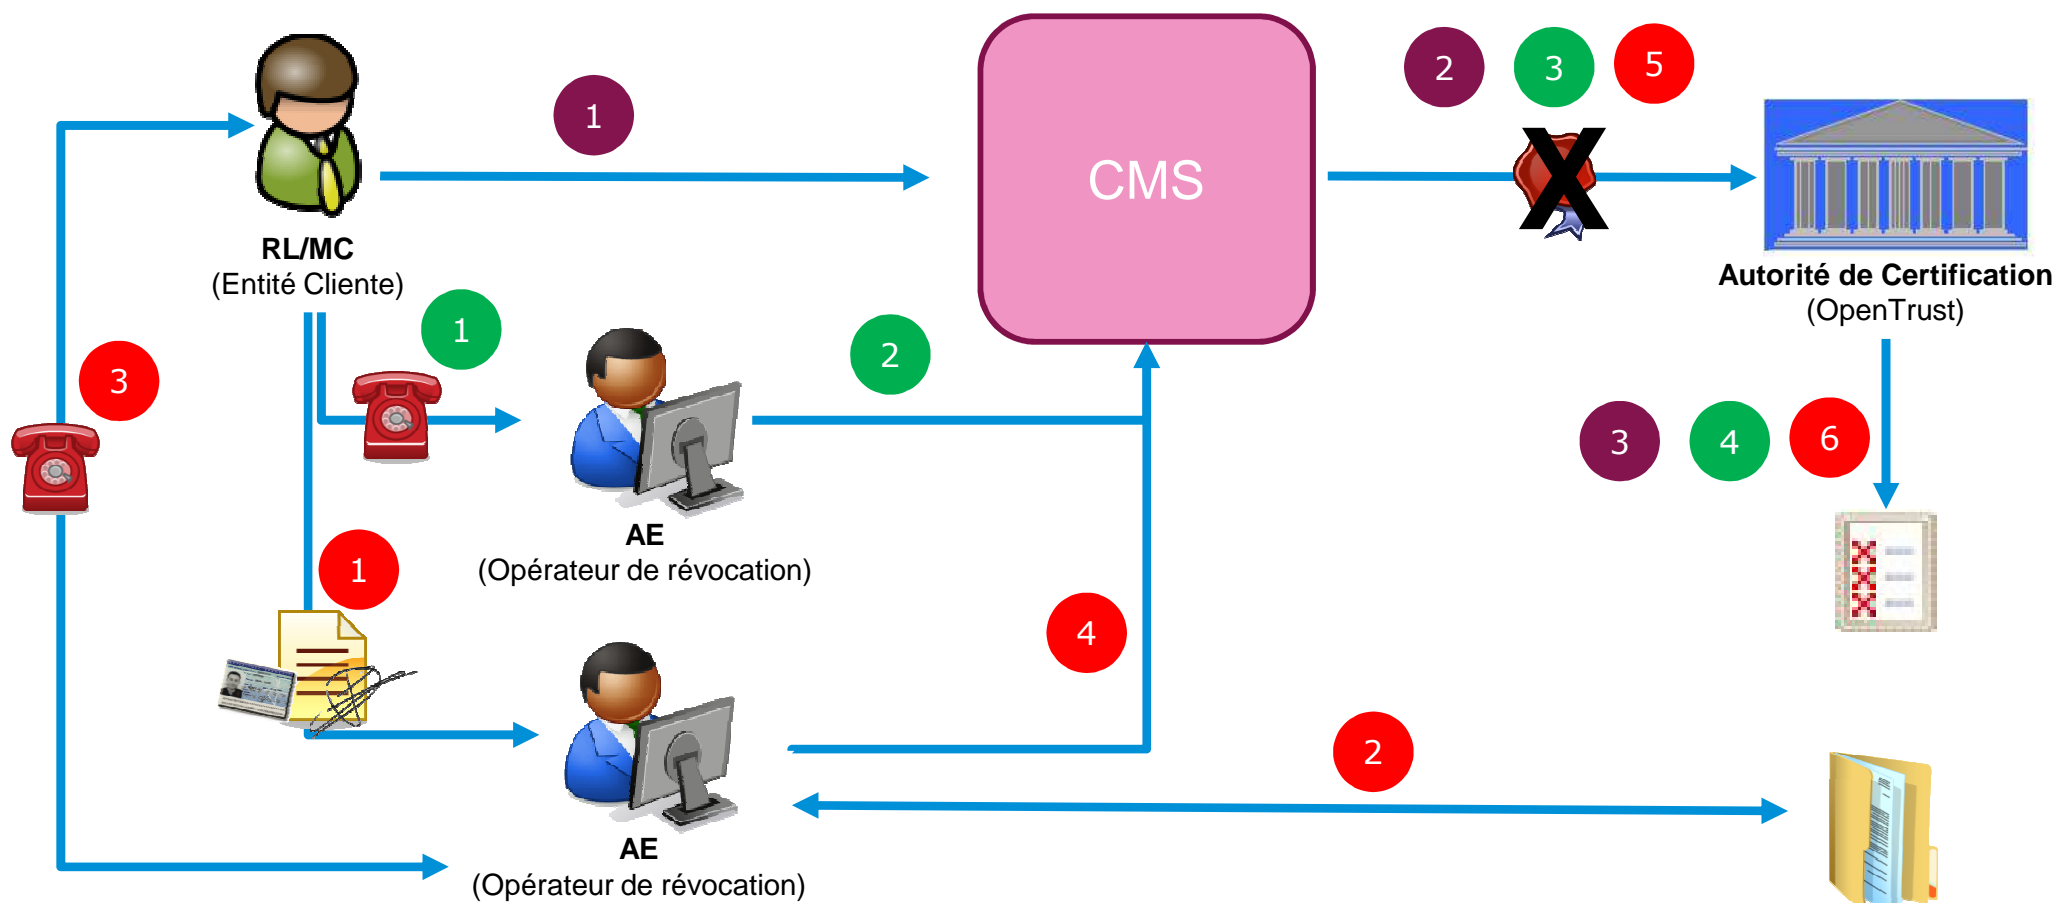 2
3
5
1
CMS
RL/MC
(Entité Cliente)
Autorité de Certification
(OpenTrust)
1
2
3
3
4
6
AE
(Opérateur de révocation)
1
4
2
AE
(Opérateur de révocation)